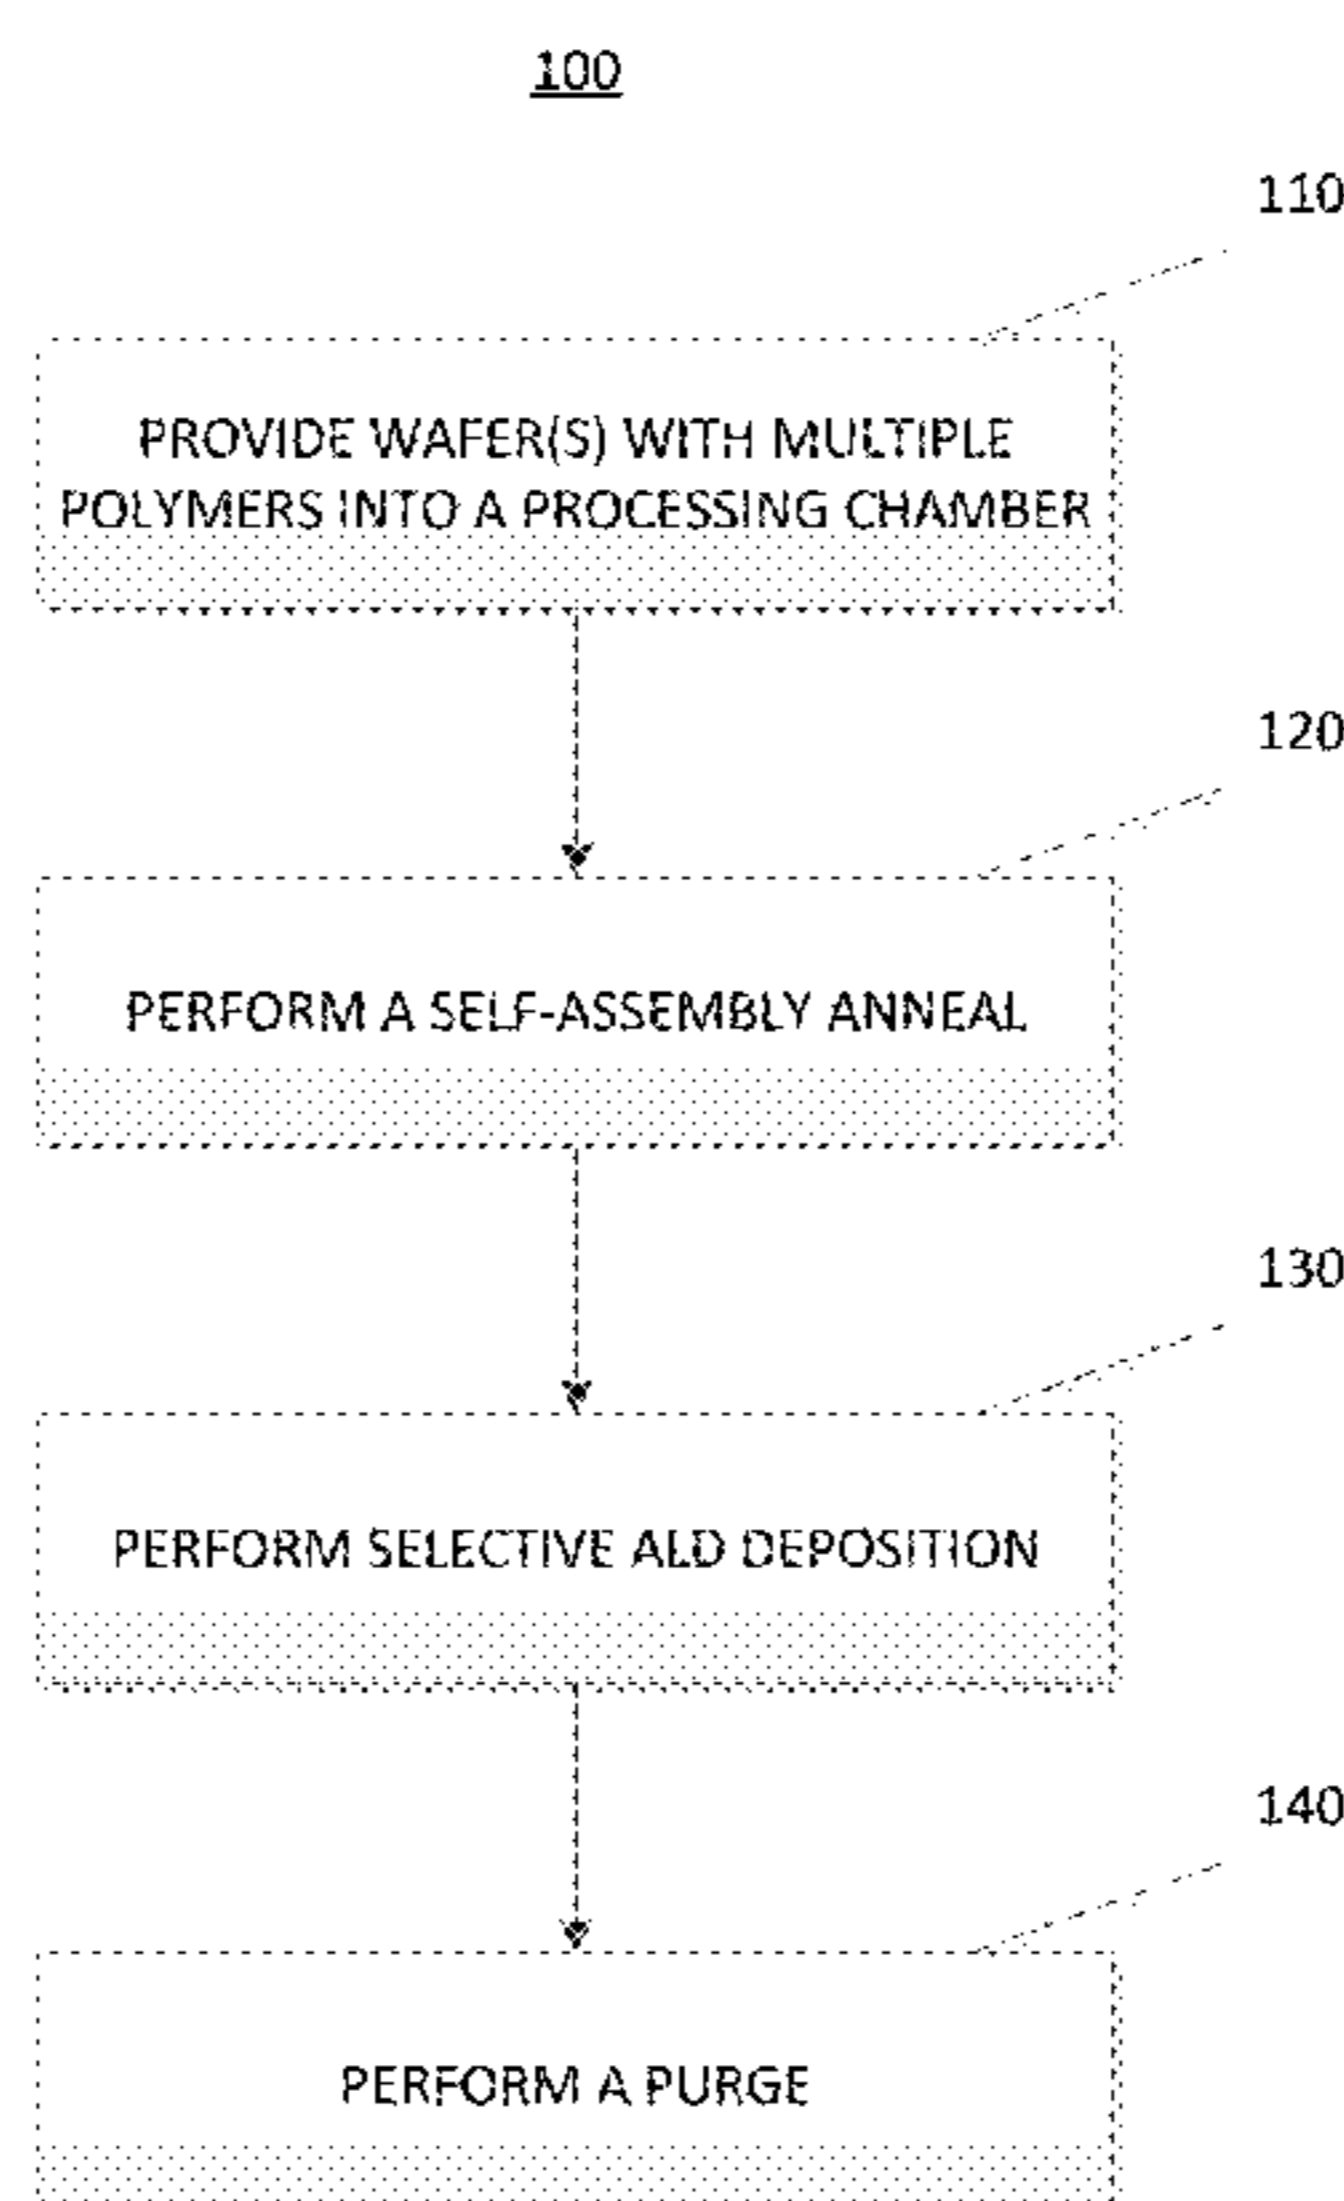 100
110
PROVIDE WAFER(S) WITH MULTIPLE
POLYMERS INTO A PROCESSING CHAMBER
120
PERFORM A SELF-ASSEMBLY ANNEAL
130
PERFORM SELECTIVE ALD DEPOSITION
140
PERFORM A PURGE